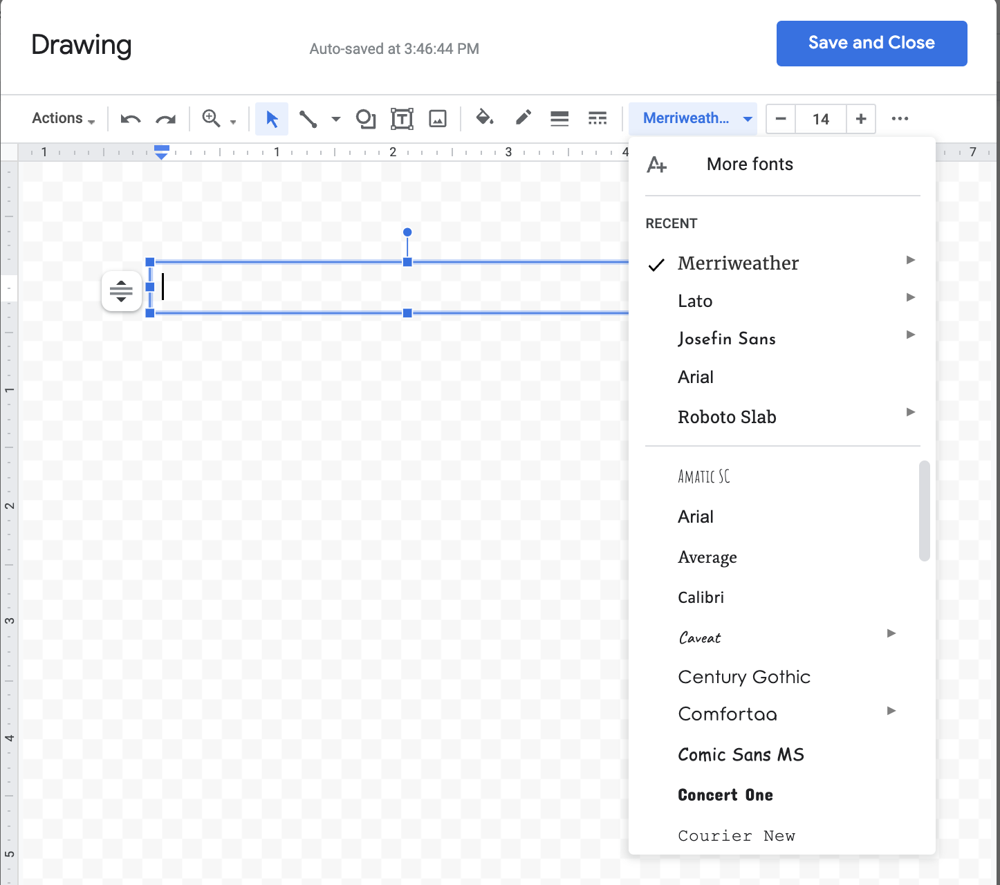 Drawing
Auto-saved at 3:46:44 PM
Save and Close
Actions
Merriweath...
14
1 1 2 3 4 7
More fonts
RECENT
Merriweather
Lato
Josefin Sans
Arial
Roboto Slab
Amatic SC
Arial
Average
Calibri
Caveat
Century Gothic
Comfortaa
Comic Sans MS
Concert One
Courier New
1
2
3
4
5